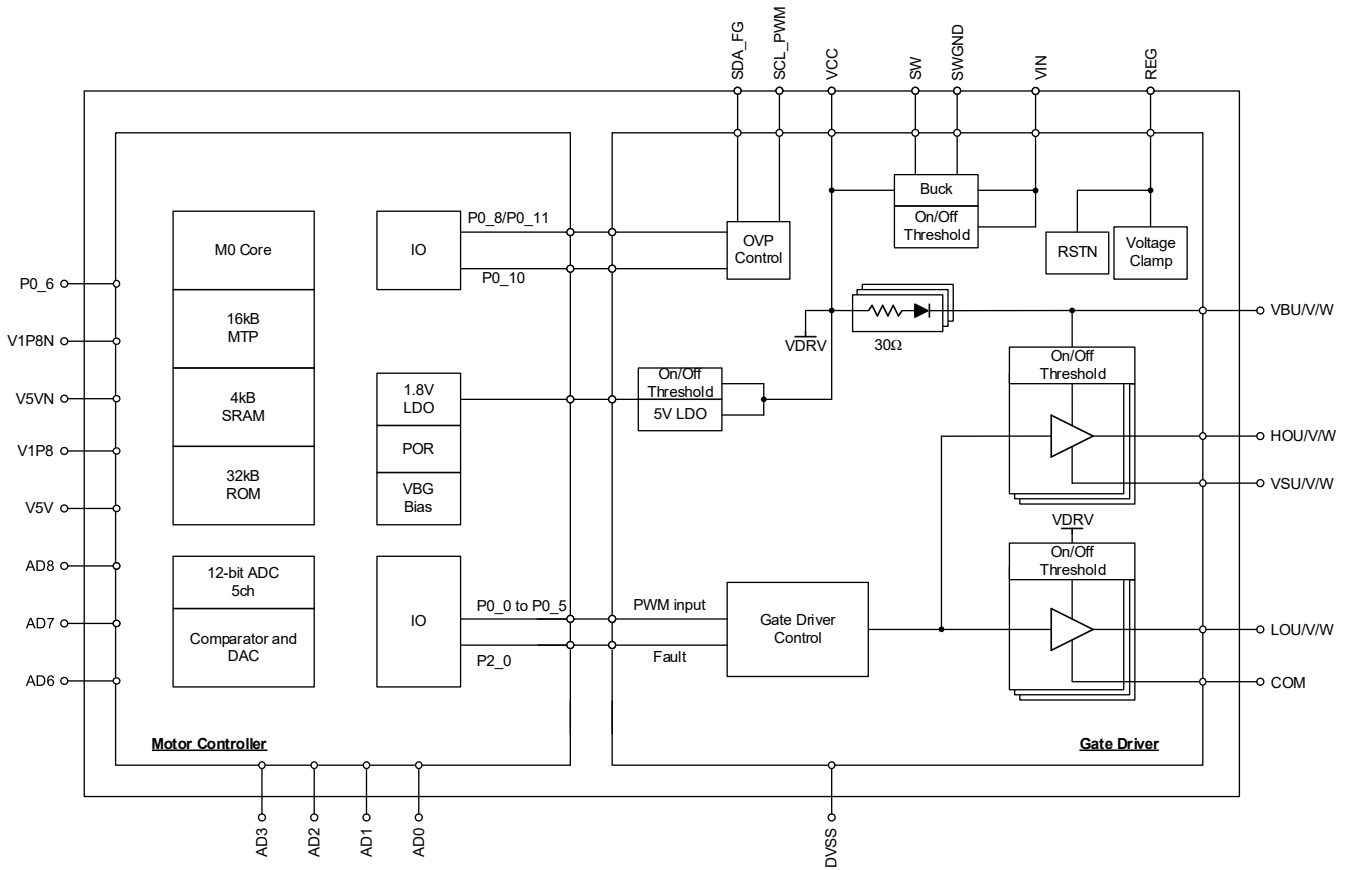 SDA_FG
SCL_PWM
VCC
SW
SWGND
VIN
REG
P0_6
V1P8N
V5VN
V1P8
V5V
AD8
AD7
AD6
M0 Core
16kB
MTP
4kB
SRAM
32kB
ROM
12-bit ADC
5ch
Comparator and
DAC
IO
P0_8/P0_11
P0_10
1.8V
LDO
POR
VBG
Bias
IO
P0_0 to P0_5
P2_0
Motor Controller
AD3
AD2
AD1
AD0
OVP
Control
Buck
On/Off
Threshold
RSTN
Voltage
Clamp
VDRV
30Ω
On/Off
Threshold
5V LDO
PWM input
Fault
Gate Driver
Control
On/Off
Threshold
VDRV
On/Off
Threshold
Gate Driver
DVSS
VBU/V/W
HOU/V/W
VSU/V/W
LOU/V/W
COM